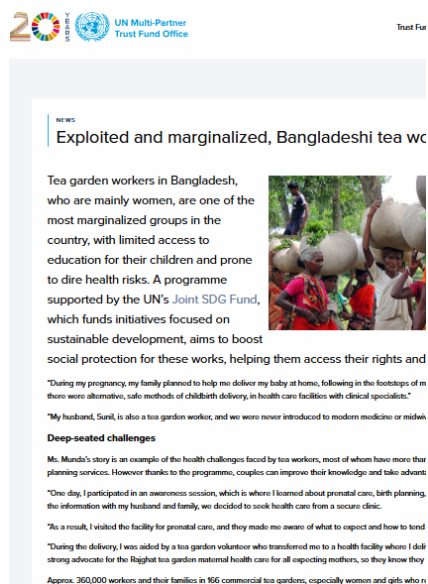 20 YEARS
UN Multi-Partner
Trust Fund Office
Trust Fu
NEWS
Exploited and marginalized, Bangladeshi tea wo
Tea garden workers in Bangladesh,
who are mainly women, are one of the
most marginalized groups in the
country, with limited access to
education for their children and prone
to dire health risks. A programme
supported by the UN's Joint SDG Fund,
which funds initiatives focused on
sustainable development, aims to boost
social protection for these works, helping them access their rights and
"During my pregnancy, my family planned to help me deliver my baby at home, following in the footsteps of m
there were alternative, safe methods of childbirth delivery, in health care facilities with clinical specialists."
"My husband, Sunil, is also a tea garden worker, and we were never introduced to modern medicine or midwiv
Deep-seated challenges
Ms. Munda's story is an example of the health challenges faced by tea workers, most of whom have more than
planning services. However thanks to the programme, couples can improve their knowledge and take advanta
"One day, I participated in an awareness session, which is where I learned about prenatal care, birth planning,
the information with my husband and family, we decided to seek health care from a secure clinic.
"As a result, I visited the facility for prenatal care, and they made me aware of what to expect and how to tend
"During the delivery, I was aided by a tea garden volunteer who transferred me to a health facility where I deli
strong advocate for the Rajghat tea garden maternal health care for all expecting mothers, so they know they
Approx. 360,000 workers and their families in 166 commercial tea gardens, especially women and girls who re